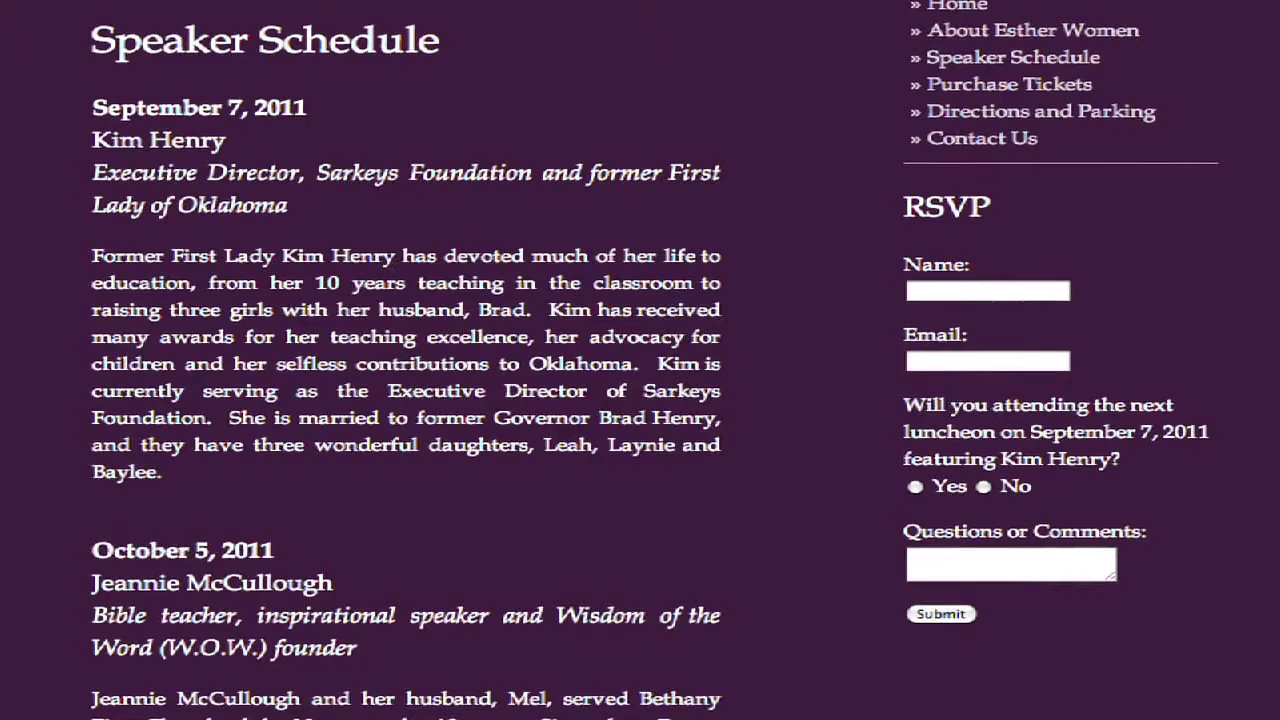 Speaker Schedule
September 7, 2011
Kim Henry
Executive Director, Sarkeys Foundation and former First
Lady of Oklahoma
Former First Lady Kim Henry has devoted much of her life to
education, from her 10 years teaching in the classroom to
raising three girls with her husband, Brad. Kim has received
many awards for her teaching excellence, her advocacy for
children and her selfless contributions to Oklahoma. Kim is
currently serving as the Executive Director of Sarkeys
Foundation. She is married to former Governor Brad Henry,
and they have three wonderful daughters, Leah, Laynie and
Baylee.
October 5, 2011
Jeannie McCullough
Bible teacher, inspirational speaker and Wisdom of the
Word (W.O.W.) founder
Jeannie McCullough and her husband, Mel, served Bethany
» Home
» About Esther Women
» Speaker Schedule
» Purchase Tickets
» Directions and Parking
» Contact Us
RSVP
Name:
Email:
Will you attending the next
luncheon on September 7, 2011
featuring Kim Henry?
Yes No
Questions or Comments:
Submit